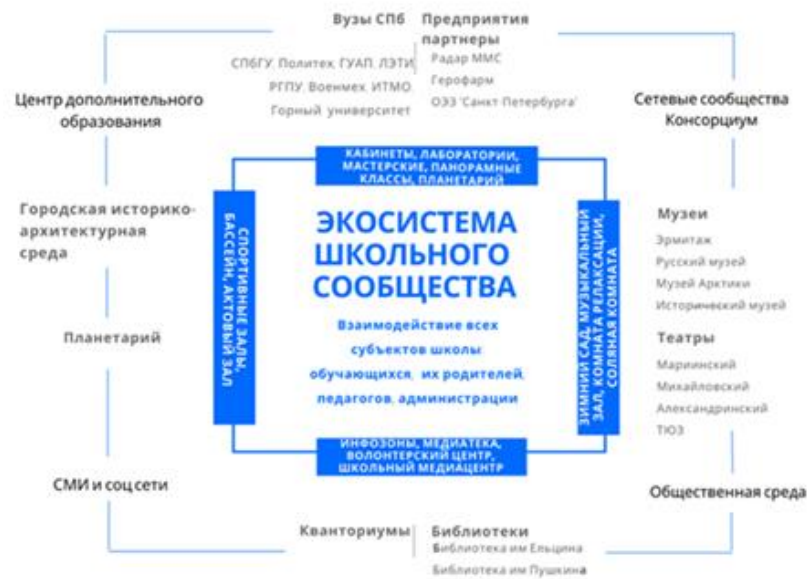 Вузы СПб
СПбГУ, Политех, ГУАП, ЛЭТИ
РГПУ, Военмех, ИТМО
Горный университет
Предприятия
партнеры
Радар ММС
Герофарм
ОЭЗ 'Санкт Петербурга'
Центр дополнительного
образования
Сетевые сообщества
Консорциум
КАБИНЕТЫ, ЛАБОРАТОРИИ,
МАСТЕРСКИЕ, ПАНОРАМНЫЕ
КЛАССЫ, ПЛАНЕТАРИЙ
Городская историко-
архитектурная
среда
Планетарий
СПОРТИВНЫЕ ЗАЛЫ,
БАССЕЙН, АКТОВЫЙ ЗАЛ
ЭКОСИСТЕМА
ШКОЛЬНОГО
СООБЩЕСТВА
Взаимодействие всех
субъектов школы:
обучающихся, их родителей,
педагогов, администрации
ЗИМНИЙ САД, МУЗЫКАЛЬНЫЙ
ЗАЛ, КОМНАТА РЕЛАКСАЦИИ,
СОЛЯНАЯ КОМНАТА
Музеи
Эрмитаж
Русский музей
Музей Арктики
Исторический музей
Театры
Мариинский
Михайловский
Александринский
ТЮЗ
ИНФОЗОНЫ, МЕДИАТЕКА,
ВОЛОНТЕРСКИЙ ЦЕНТР,
ШКОЛЬНЫЙ МЕДИАЦЕНТР
СМИ и соц сети
Общественная среда
Кванториумы
Библиотеки
Библиотека им Ельцина
Библиотека им Пушкина